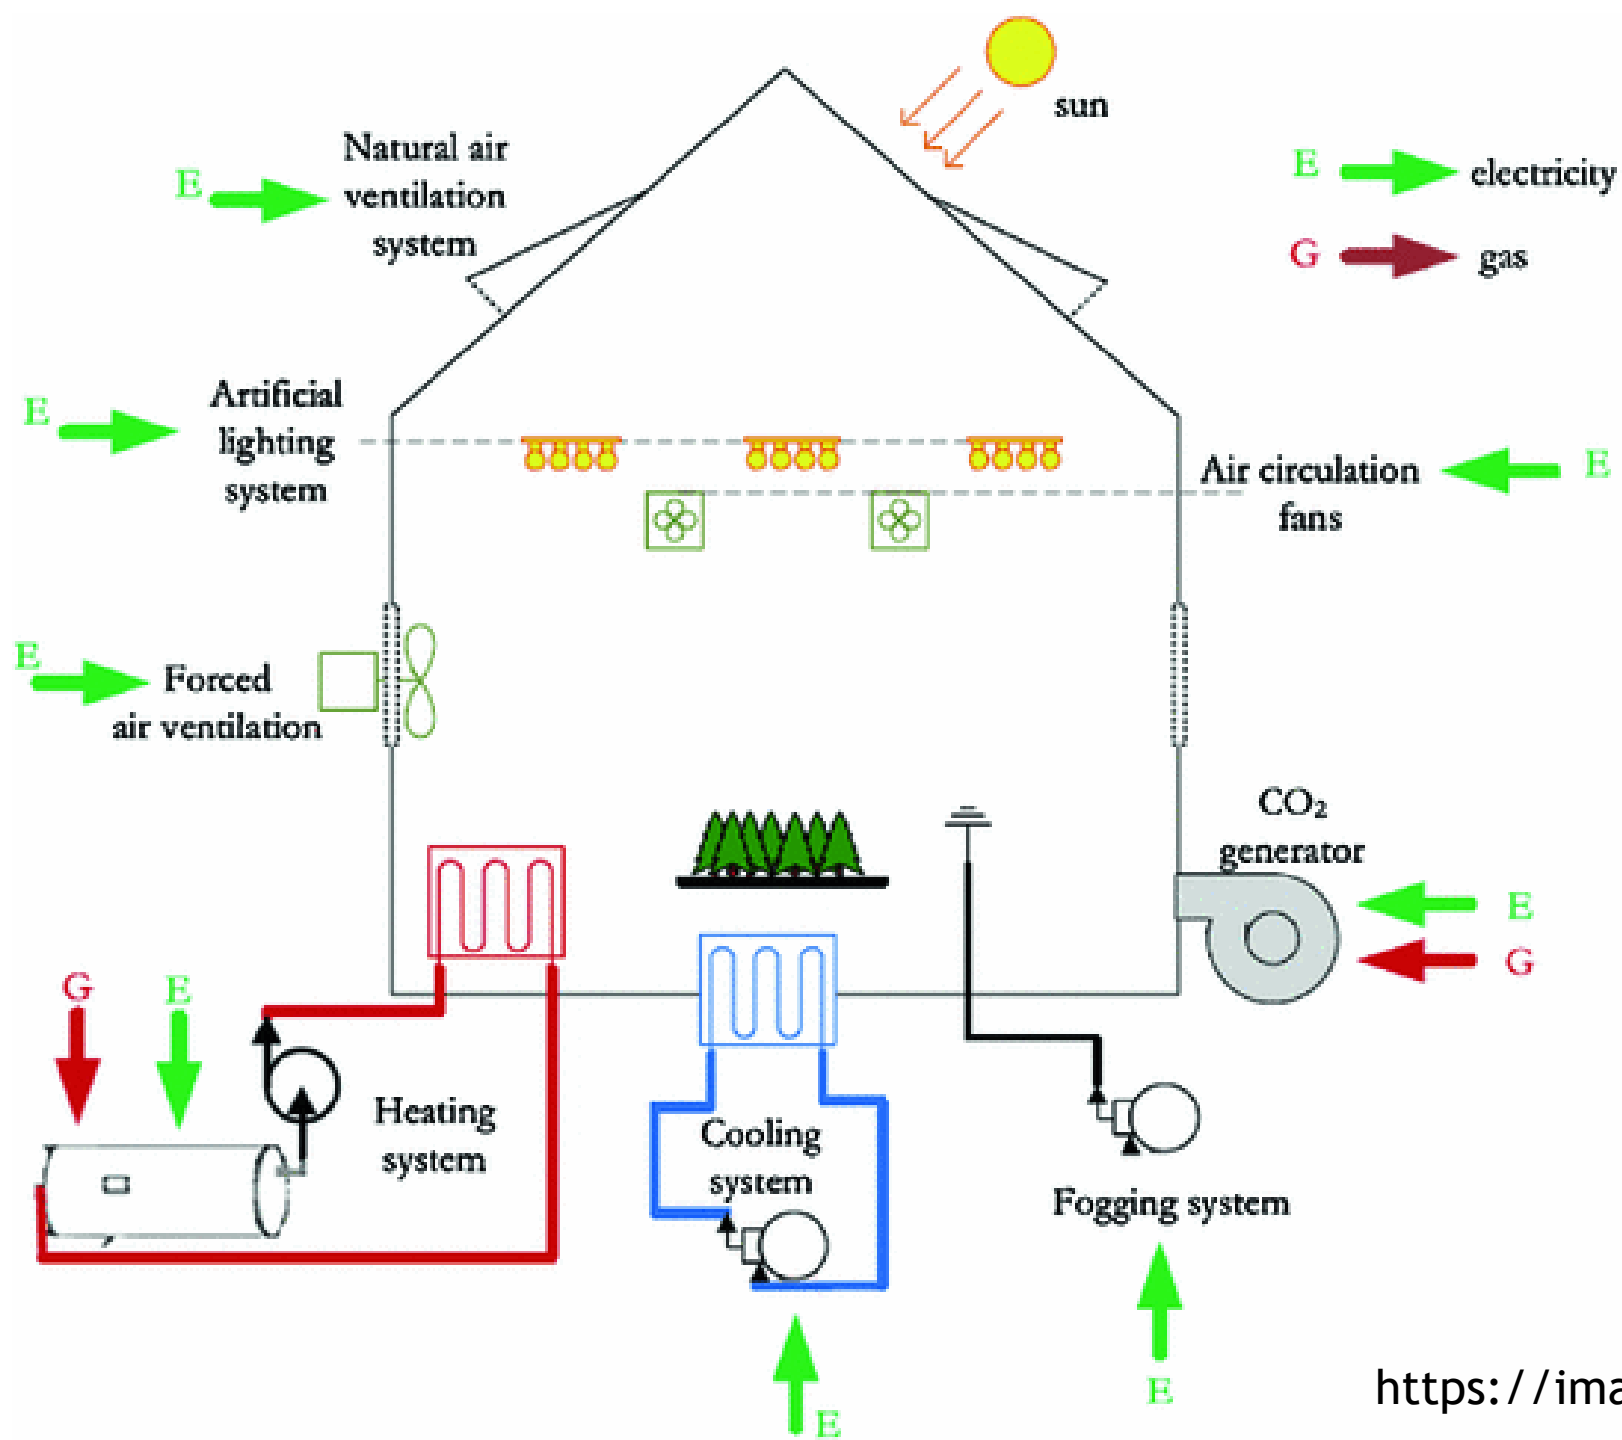 sun
Natural air
ventilation
system
E
E
electricity
G
gas
Artificial
lighting
system
E
Air circulation
fans
E
E
Forced
air ventilation
CO₂
generator
E
G
G
E
Heating
system
Cooling
system
Fogging system
E
E
https://ima